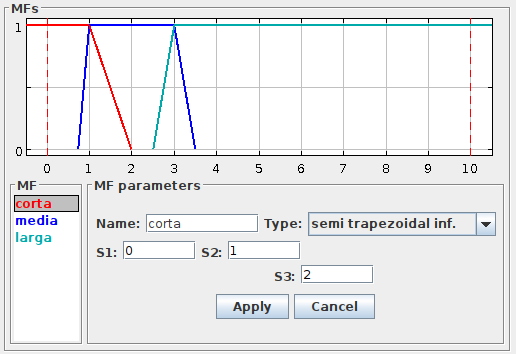 MFs
1
0
0 1 2 3 4 5 6 7 8 9 10
MF
MF parameters
corta
media
larga
Name: corta Type: semi trapezoidal inf.
S1: 0 S2: 1
S3: 2
Apply Cancel